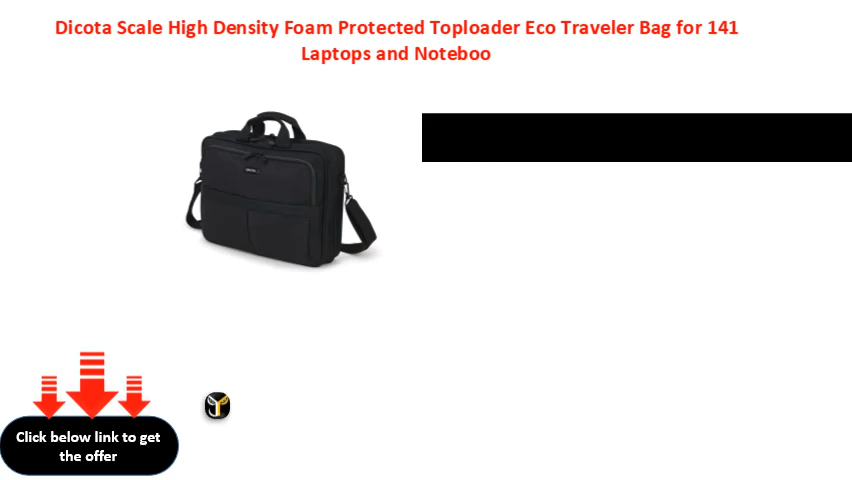 Dicota Scale High Density Foam Protected Toploader Eco Traveler Bag for 141
Laptops and Noteboo
Click below link to get
the offer